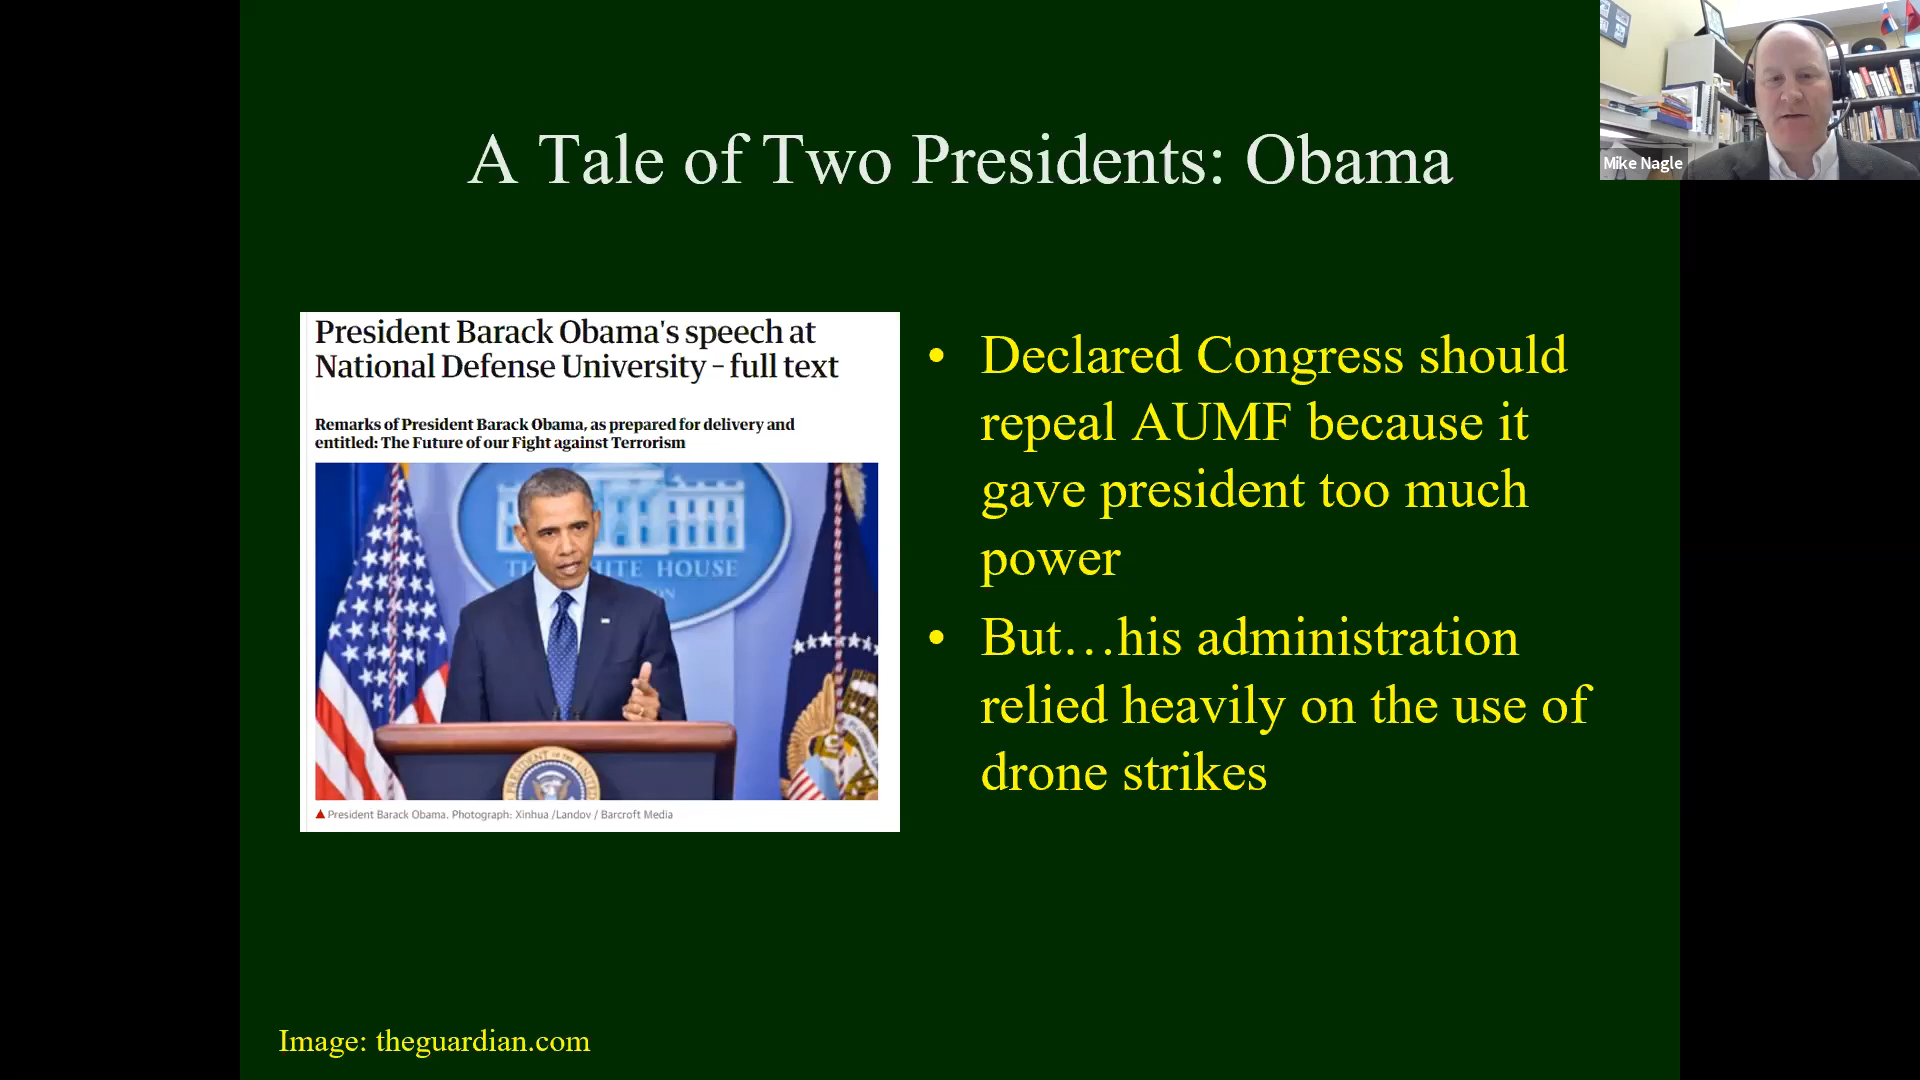 A Tale of Two Presidents: Obama
Mike Nagle
President Barack Obama's speech at
National Defense University – full text
Remarks of President Barack Obama, as prepared for delivery and
entitled: The Future of our Fight against Terrorism
THE WHITE HOUSE
President Barack Obama. Photograph: Xinhua /Landov / Barcroft Media
• Declared Congress should
repeal AUMF because it
gave president too much
power
• But…his administration
relied heavily on the use of
drone strikes
Image: theguardian.com